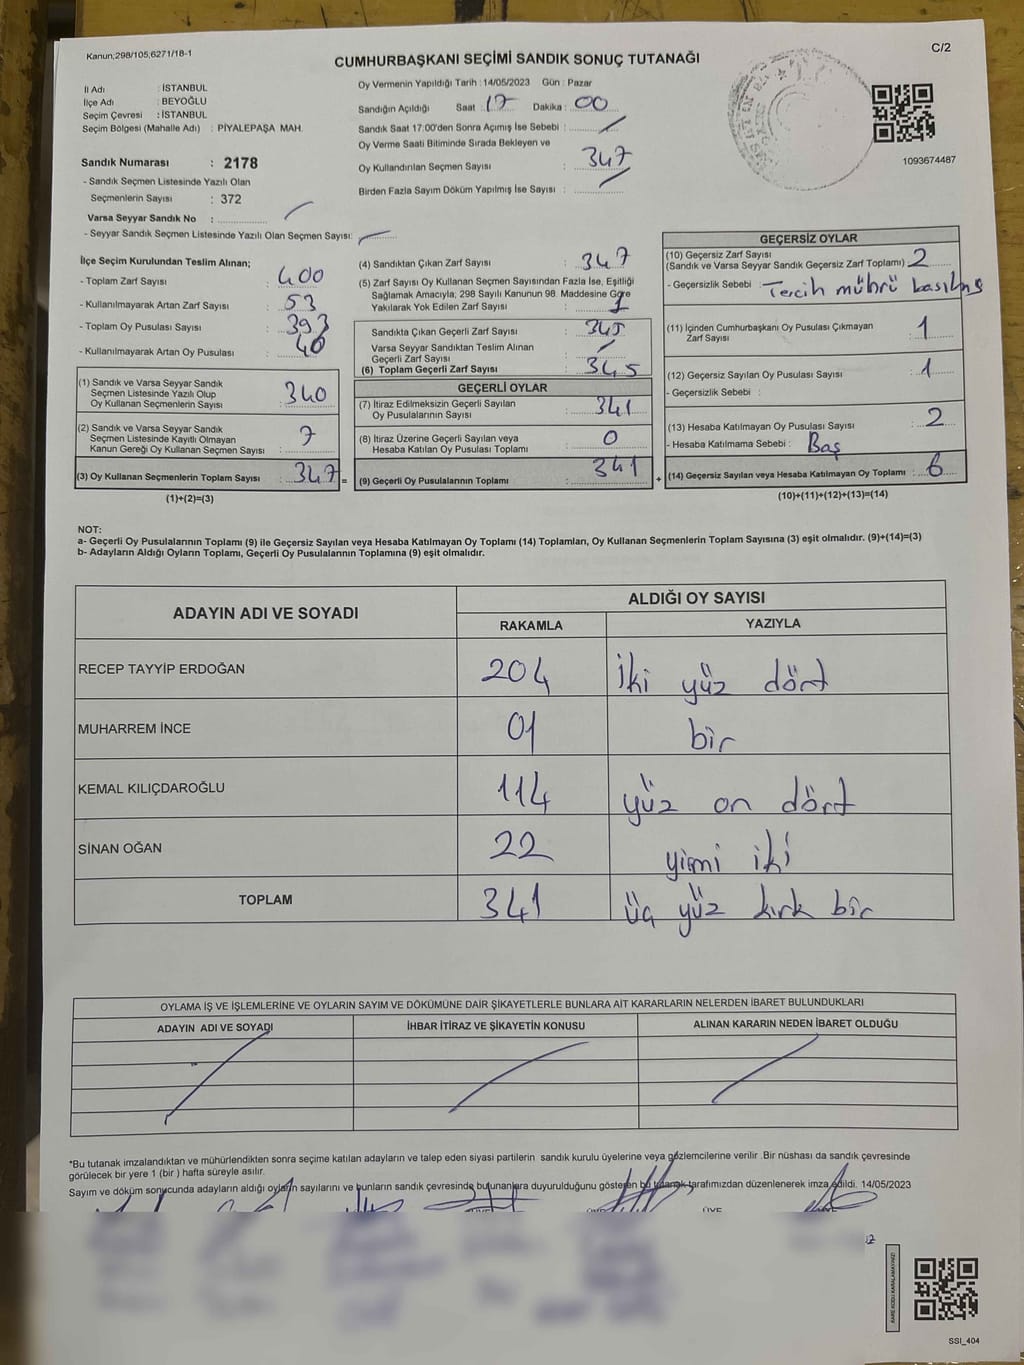 Kanun,298/105,6271/18-1
C/2
CUMHURBAŞKANI SEÇİMİ SANDIK SONUÇ TUTANAĞI
İl Adı : İSTANBUL
İlçe Adı : BEYOĞLU
Seçim Çevresi : İSTANBUL
Seçim Bölgesi (Mahalle Adı) : PİYALEPAŞA MAH.
Sandık Numarası : 2178
- Sandık Seçmen Listesinde Yazılı Olan
Seçmenlerin Sayısı : 372
Varsa Seyyar Sandık No :
- Seyyar Sandık Seçmen Listesinde Yazılı Olan Seçmen Sayısı:
Oy Vermenin Yapıldığı Tarih : 14/05/2023 Gün : Pazar
Sandığın Açıldığı Saat 17 Dakika : 00
Sandık Saat 17:00'den Sonra Açımış İse Sebebi :
Oy Verme Saati Bitiminde Sırada Bekleyen ve
Oy Kullandırılan Seçmen Sayısı : 347
Birden Fazla Sayım Döküm Yapılmış İse Sayısı :
1093674487
İlçe Seçim Kurulundan Teslim Alınan;
- Toplam Zarf Sayısı : 400
- Kullanılmayarak Artan Zarf Sayısı : 53
- Toplam Oy Pusulası Sayısı : 393
- Kullanılmayarak Artan Oy Pusulası : 40
(1) Sandık ve Varsa Seyyar Sandık
Seçmen Listesinde Yazılı Olup
Oy Kullanan Seçmenlerin Sayısı : 340
(2) Sandık ve Varsa Seyyar Sandık
Seçmen Listesinde Kayıtlı Olmayan
Kanun Gereği Oy Kullanan Seçmen Sayısı : 7
(3) Oy Kullanan Seçmenlerin Toplam Sayısı : 347 =
(1)+(2)=(3)
(4) Sandıktan Çıkan Zarf Sayısı : 347
(5) Zarf Sayısı Oy Kullanan Seçmen Sayısından Fazla İse, Eşitliği
Sağlamak Amacıyla; 298 Sayılı Kanunun 98. Maddesine Göre
Yakılarak Yok Edilen Zarf Sayısı :
Sandıkta Çıkan Geçerli Zarf Sayısı : 345
Varsa Seyyar Sandıktan Teslim Alınan
Geçerli Zarf Sayısı :
(6) Toplam Geçerli Zarf Sayısı : 345
GEÇERLİ OYLAR
(7) İtiraz Edilmeksizin Geçerli Sayılan
Oy Pusulalarının Sayısı : 341
(8) İtiraz Üzerine Geçerli Sayılan veya
Hesaba Katılan Oy Pusulası Toplamı : 0
(9) Geçerli Oy Pusulalarının Toplamı : 341 +
GEÇERSİZ OYLAR
(10) Geçersiz Zarf Sayısı
(Sandık ve Varsa Seyyar Sandık Geçersiz Zarf Toplamı) 2
- Geçersizlik Sebebi : Tercih mührü basılmış
(11) İçinden Cumhurbaşkanı Oy Pusulası Çıkmayan
Zarf Sayısı : 1
(12) Geçersiz Sayılan Oy Pusulası Sayısı : 1
- Geçersizlik Sebebi :
(13) Hesaba Katılmayan Oy Pusulası Sayısı : 2
- Hesaba Katılmama Sebebi : Baş
(14) Geçersiz Sayılan veya Hesaba Katılmayan Oy Toplamı : 6
(10)+(11)+(12)+(13)=(14)
NOT:
a- Geçerli Oy Pusulalarının Toplamı (9) ile Geçersiz Sayılan veya Hesaba Katılmayan Oy Toplamı (14) Toplamları, Oy Kullanan Seçmenlerin Toplam Sayısına (3) eşit olmalıdır. (9)+(14)=(3)
b- Adayların Aldığı Oyların Toplamı, Geçerli Oy Pusulalarının Toplamına (9) eşit olmalıdır.
ADAYIN ADI VE SOYADI ALDIĞI OY SAYISI
RAKAMLA YAZIYLA
RECEP TAYYİP ERDOĞAN 204 İki yüz dört
MUHARREM İNCE 01 bir
KEMAL KILIÇDAROĞLU 114 yüz on dört
SİNAN OĞAN 22 yirmi iki
TOPLAM 341 üç yüz kırk bir
OYLAMA İŞ VE İŞLEMLERİNE VE OYLARIN SAYIM VE DÖKÜMÜNE DAİR ŞİKAYETLERLE BUNLARA AİT KARARLARIN NELERDEN İBARET BULUNDUKLARI
ADAYIN ADI VE SOYADI İHBAR İTİRAZ VE ŞİKAYETİN KONUSU ALINAN KARARIN NEDEN İBARET OLDUĞU
*Bu tutanak imzalandıktan ve mühürlendikten sonra seçime katılan adayların ve talep eden siyasi partilerin sandık kurulu üyelerine veya gözlemcilerine verilir .Bir nüshası da sandık çevresinde
görülecek bir yere 1 (bir ) hafta süreyle asılır.
Sayım ve döküm sonucunda adayların aldığı oyların sayılarını ve bunların sandık çevresinde bulunanlara duyurulduğunu gösteren bu tutanak tarafımızdan düzenlenerek imza edildi. 14/05/2023
ÜYE
KARE KODU KARALAMAYINIZ!
SSI_404